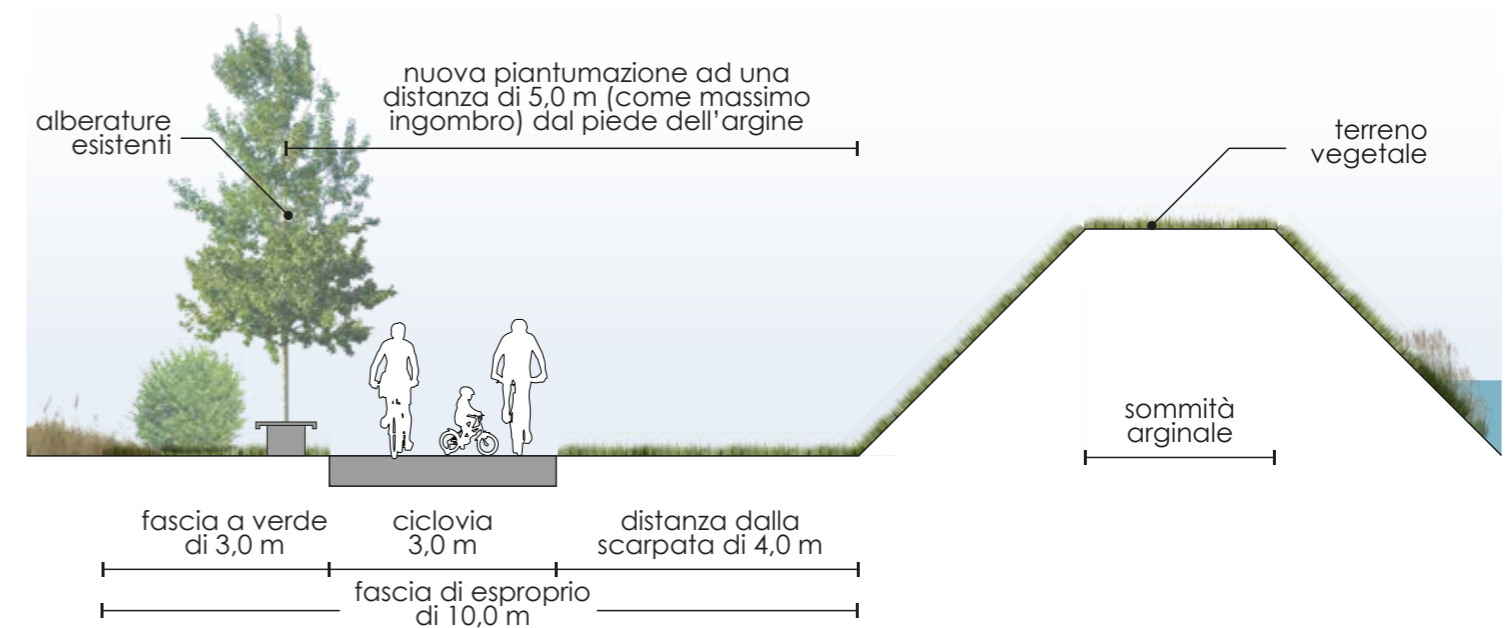 nuova piantumazione ad una
distanza di 5,0 m (come massimo
ingombro) dal piede dell’argine
alberature
esistenti
terreno
vegetale
sommità
arginale
fascia a verde
di 3,0 m
ciclovia
3,0 m
distanza dalla
scarpata di 4,0 m
fascia di esproprio
di 10,0 m